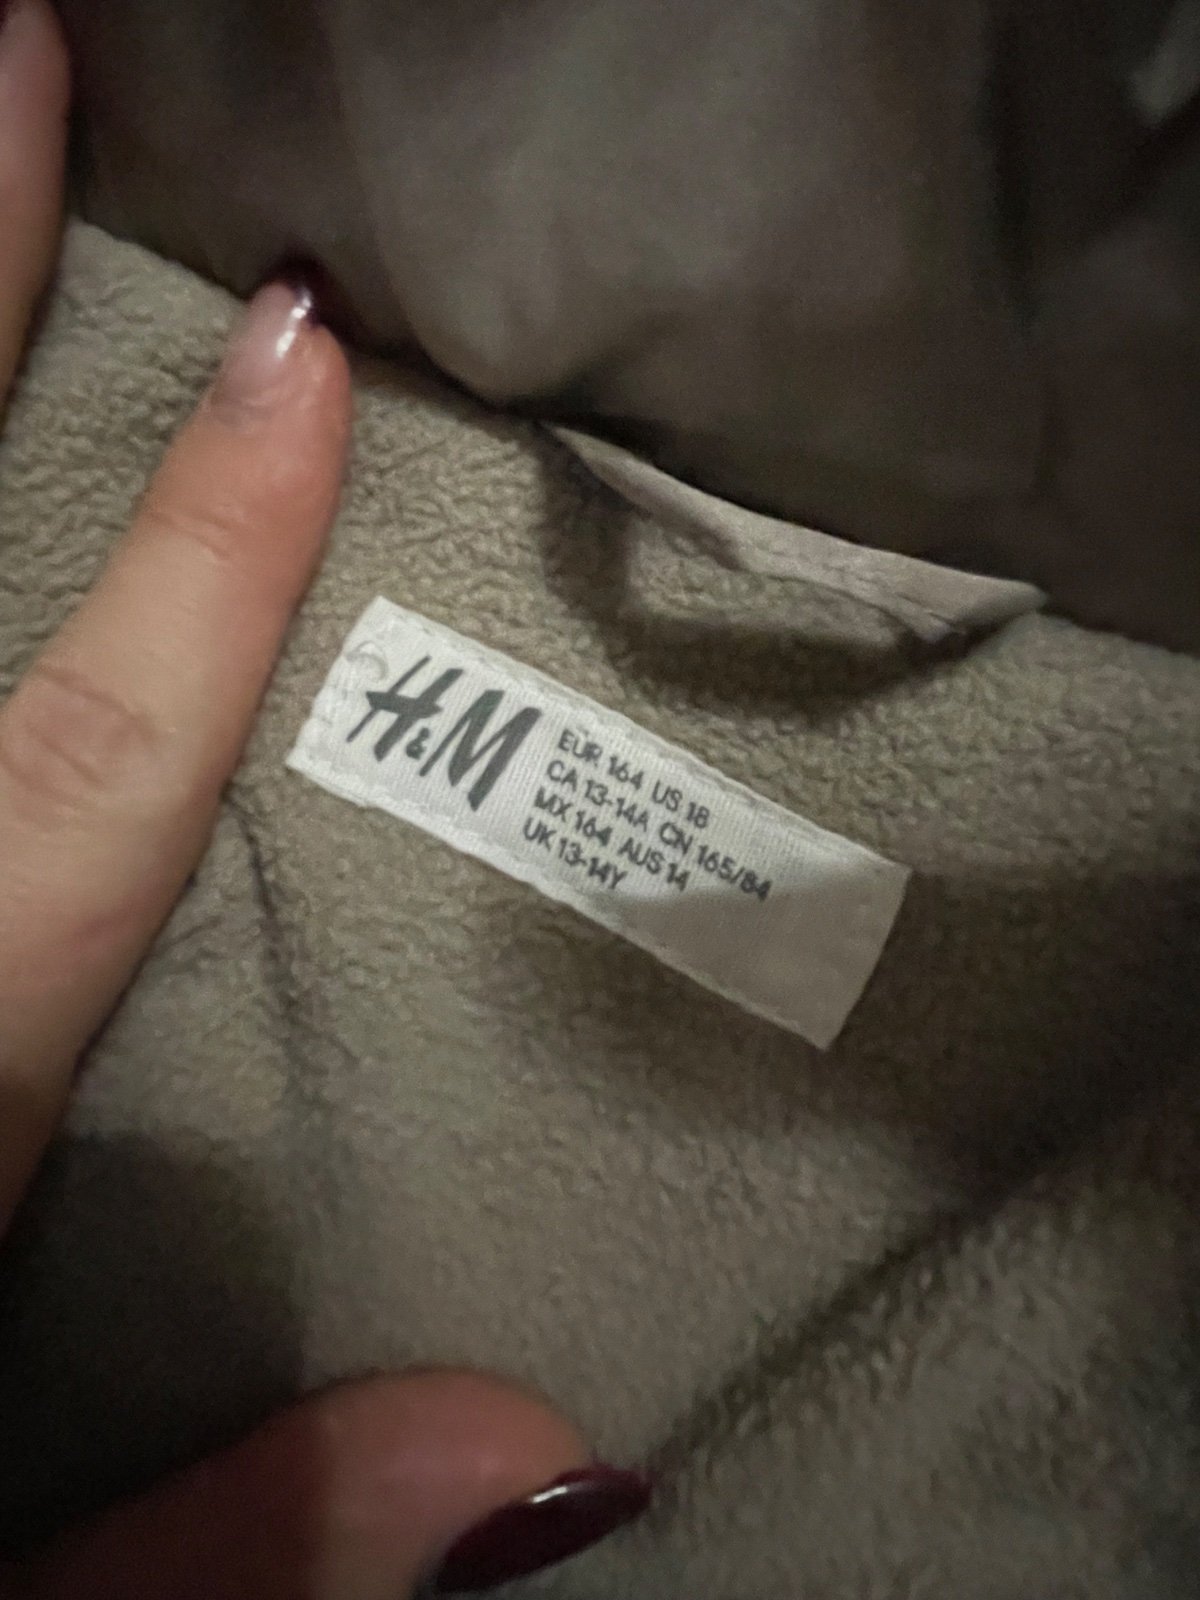 H&M
EUR 164 US 18
CA 13-14A CN 165/84
MX 164 AUS 14
UK 13-14Y